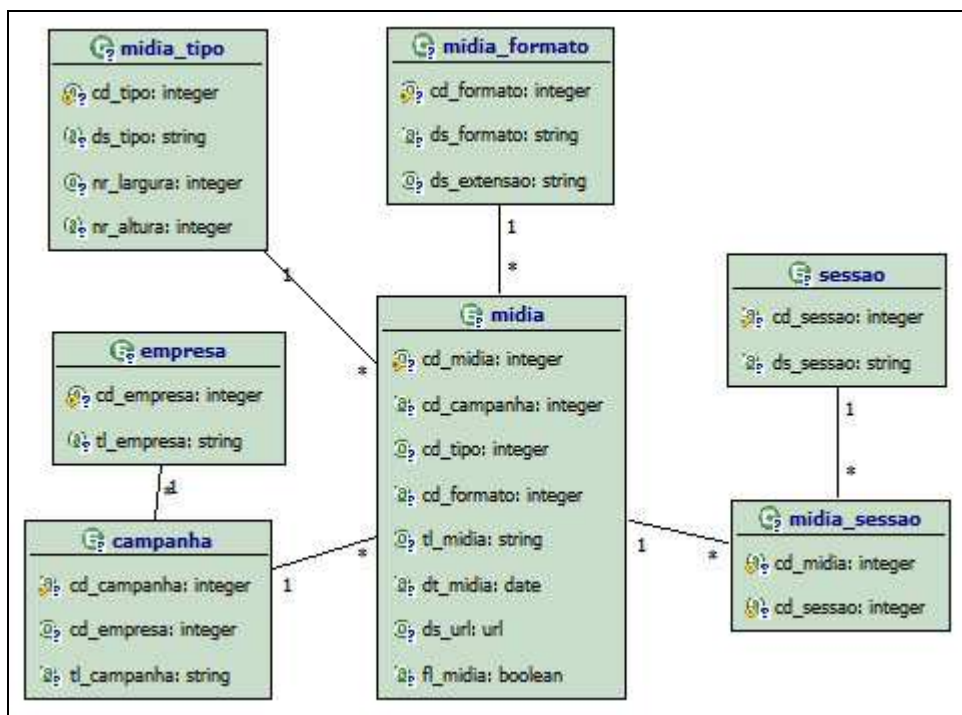 midia_tipo
cd_tipo: integer
ds_tipo: string
nr_largura: integer
nr_altura: integer
midia_formato
cd_formato: integer
ds_formato: string
ds_extensao: string
1
*
1
*
sessao
cd_sessao: integer
ds_sessao: string
1
*
empresa
cd_empresa: integer
tl_empresa: string
*
1
midia
cd_midia: integer
cd_campanha: integer
cd_tipo: integer
cd_formato: integer
tl_midia: string
dt_midia: date
ds_url: url
fl_midia: boolean
campanha
cd_campanha: integer
cd_empresa: integer
tl_campanha: string
1
*
1
*
midia_sessao
cd_midia: integer
cd_sessao: integer